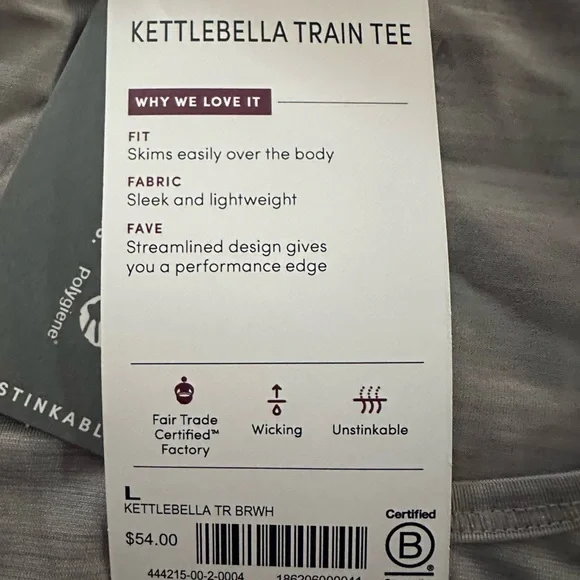 KETTLEBELLA TRAIN TEE
WHY WE LOVE IT
FIT
Skims easily over the body
FABRIC
Sleek and lightweight
FAVE
Streamlined design gives
you a performance edge
Polygiene®
STINKABL
Fair Trade
Certified™
Factory
Wicking
Unstinkable
L
KETTLEBELLA TR BRWH
$54.00
444215-00-2-0004
Certified
B